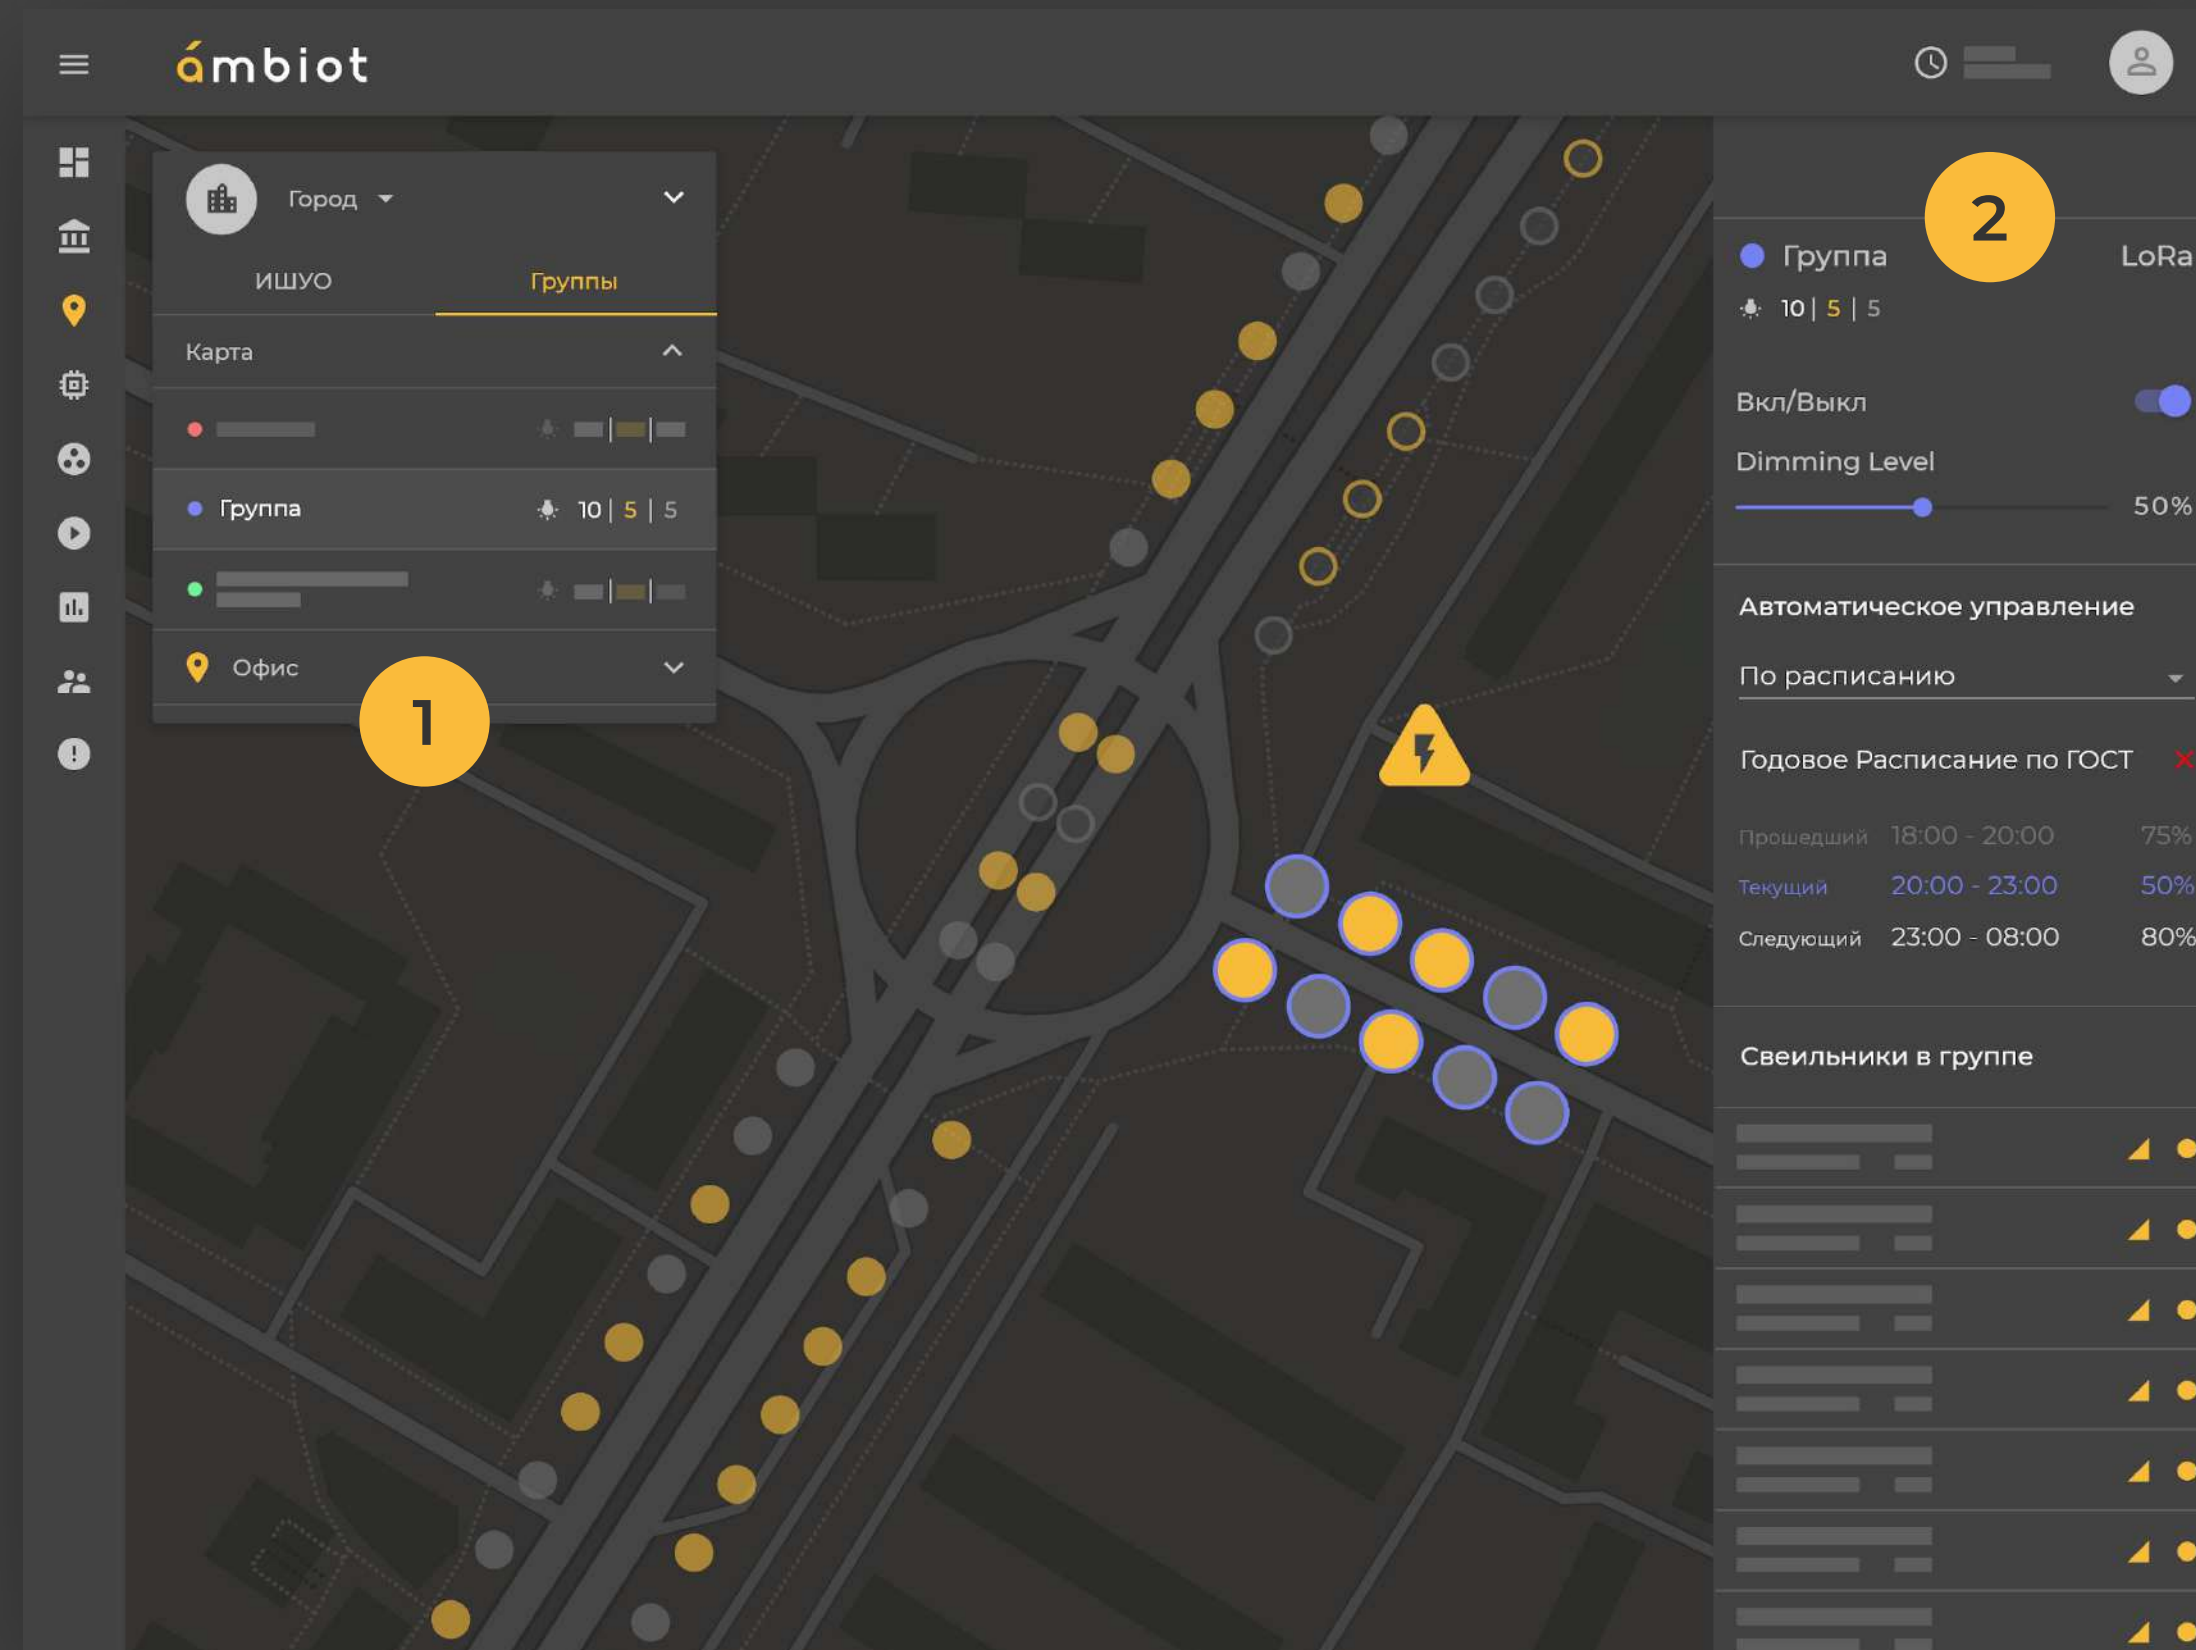 ámbiot
Город
ИШУО
Группы
Карта
Группа 10 | 5 | 5
Офис
1
2
Группа LoRa
10 | 5 | 5
Вкл/Выкл
Dimming Level
50%
Автоматическое управление
По расписанию
Годовое Расписание по ГОСТ
Прошедший 18:00 - 20:00 75%
Текущий 20:00 - 23:00 50%
Следующий 23:00 - 08:00 80%
Свеильники в группе